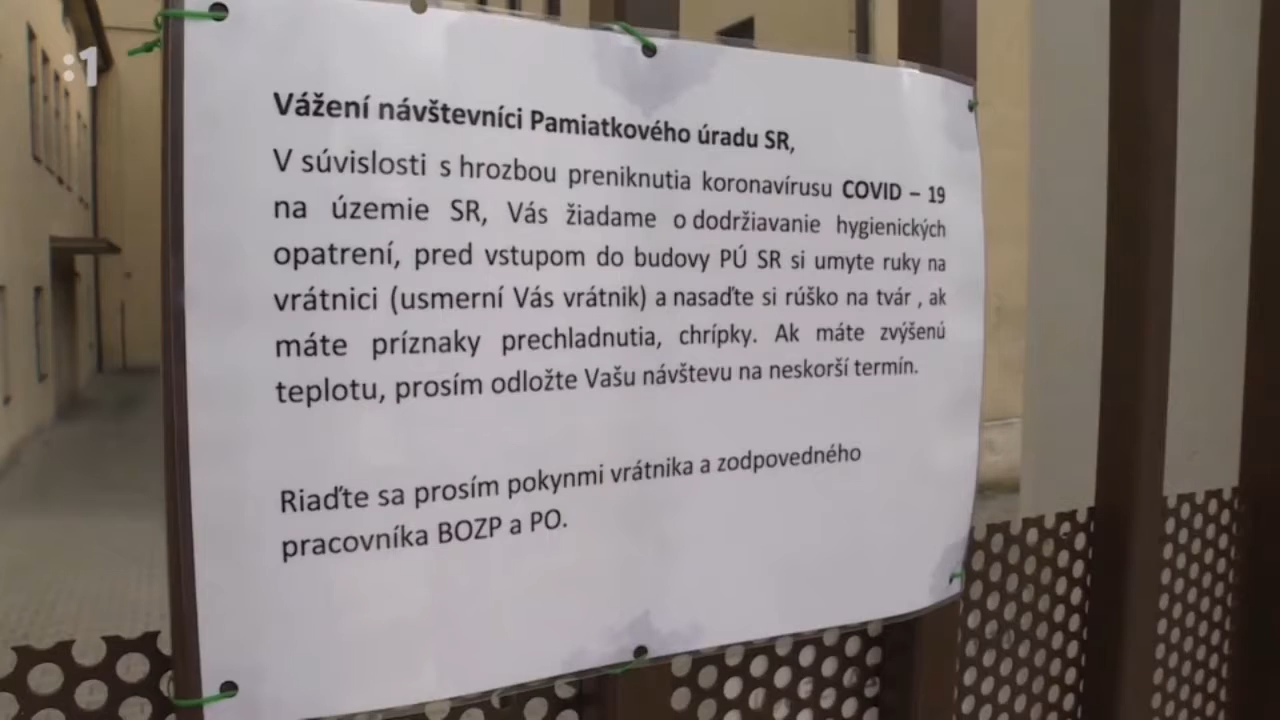 :1
Vážení návštevníci Pamiatkového úradu SR,
V súvislosti s hrozbou preniknutia koronavírusu COVID – 19
na územie SR, Vás žiadame o dodržiavanie hygienických
opatrení, pred vstupom do budovy PÚ SR si umyte ruky na
vrátnici (usmerní Vás vrátnik) a nasaďte si rúško na tvár , ak
máte príznaky prechladnutia, chrípky. Ak máte zvýšenú
teplotu, prosím odložte Vašu návštevu na neskorší termín.
Riaďte sa prosím pokynmi vrátnika a zodpovedného
pracovníka BOZP a PO.